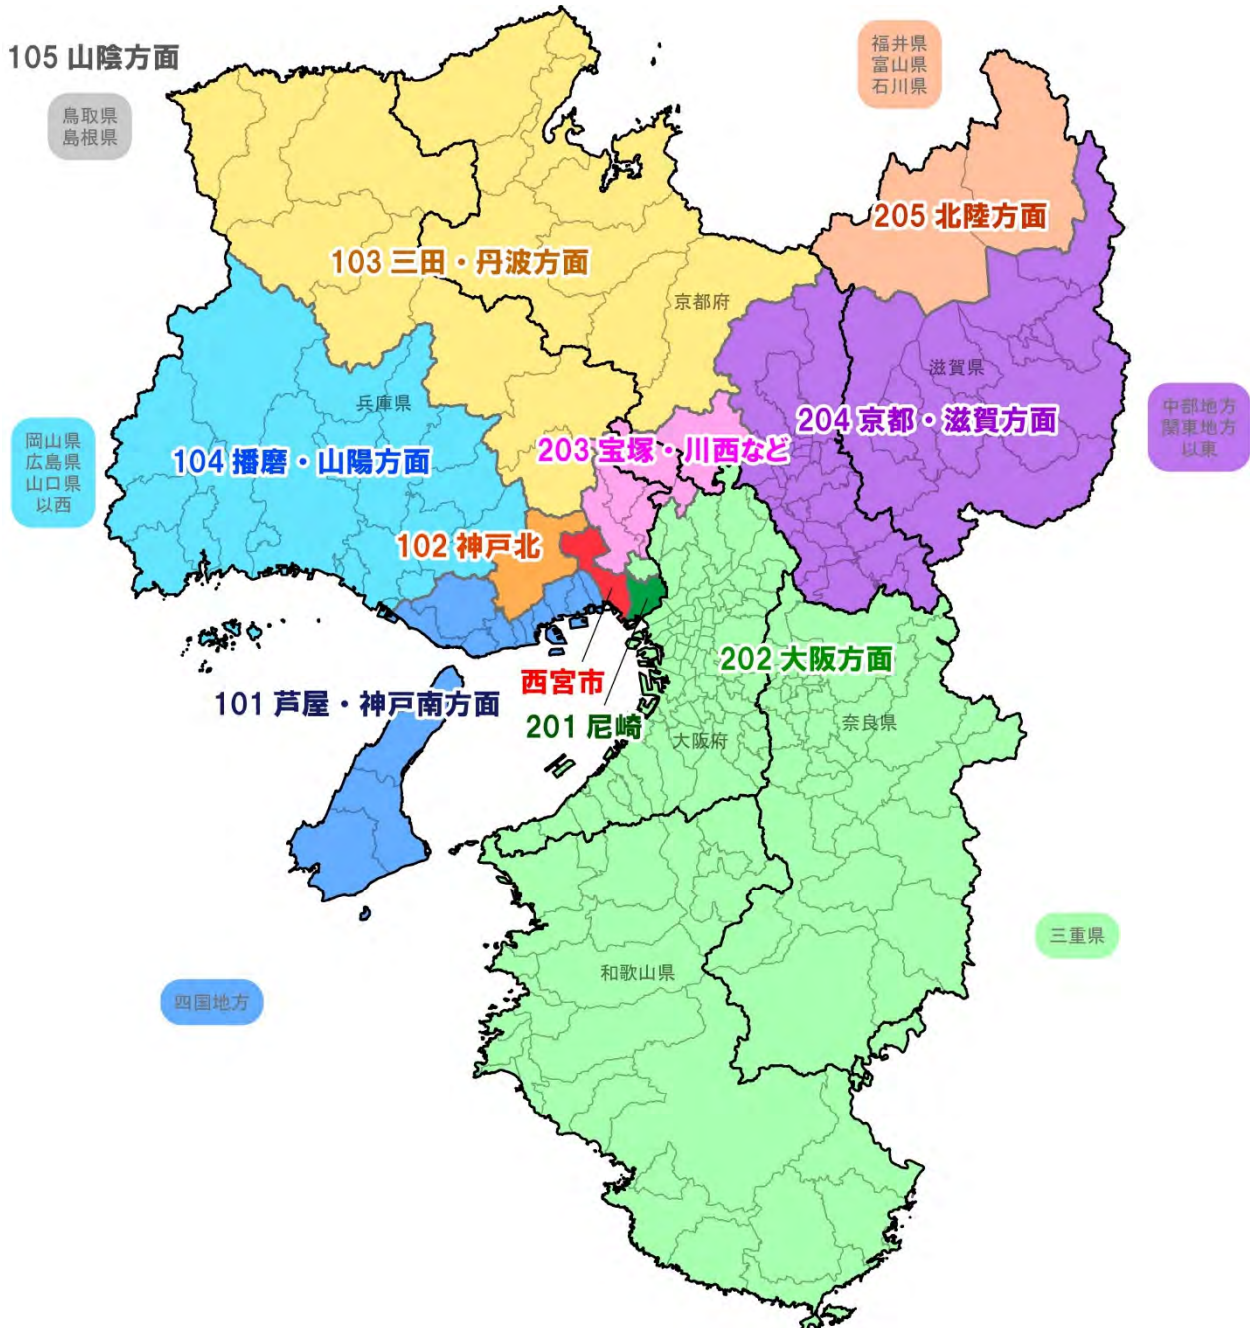 105 山陰方面
鳥取県
島根県
福井県
富山県
石川県
205 北陸方面
103 三田・丹波方面
京都府
滋賀県
兵庫県
中部地方
関東地方
以東
岡山県
広島県
山口県
以西
104 播磨・山陽方面
203 宝塚・川西など
204 京都・滋賀方面
102 神戸北
西宮市
202 大阪方面
101 芦屋・神戸南方面
201 尼崎
大阪府
奈良県
三重県
和歌山県
四国地方